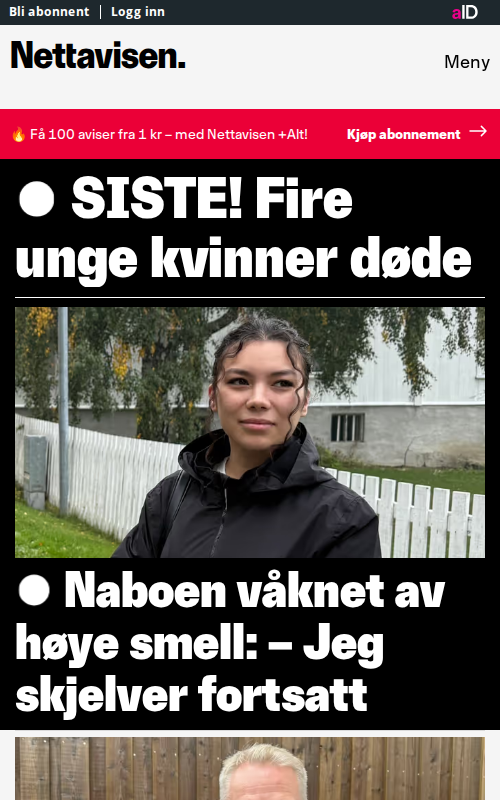 Bli abonnent | Logg inn aID
Nettavisen.
Meny
🔥 Få 100 aviser fra 1 kr – med Nettavisen +Alt! Kjøp abonnement →
● SISTE! Fire
unge kvinner døde
● Naboen våknet av
høye smell: – Jeg
skjelver fortsatt